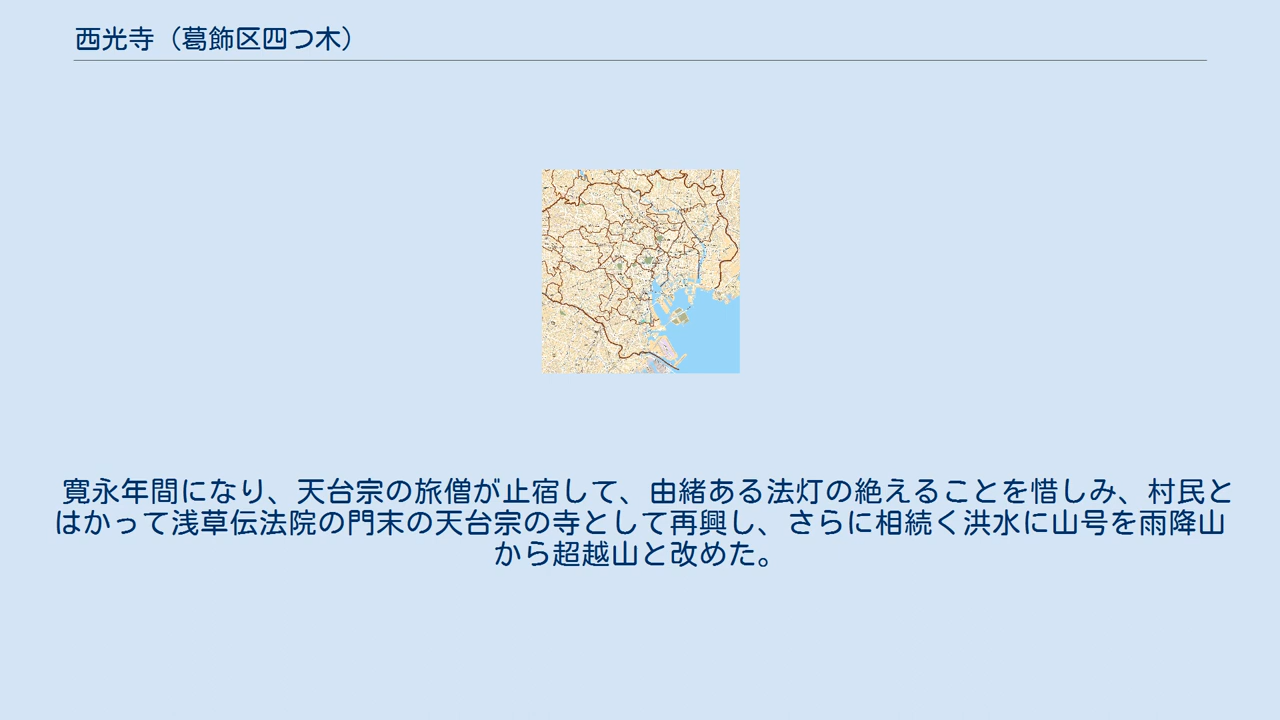 西光寺（葛飾区四つ木）
寛永年間になり、天台宗の旅僧が止宿して、由緒ある法灯の絶えることを惜しみ、村民と
はかって浅草伝法院の門末の天台宗の寺として再興し、さらに相続く洪水に山号を雨降山
から超越山と改めた。